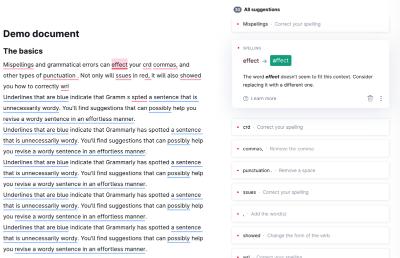 Demo document
The basics
Mispellings and grammatical errors can effect your crd commas, and
other types of punctuation . Not only will ssues in red, it will also showed
you how to correctly wri
Underlines that are blue indicate that Gramm s spted a sentence that is
unnecessarily wordy. You'll find suggestions that can possibly help you
revise a wordy sentence in an effortless manner.
Underlines that are blue indicate that Grammarly has spotted a sentence
that is unnecessarily wordy. You'll find suggestions that can possibly help
you revise a wordy sentence in an effortless manner.
Underlines that are blue indicate that Grammarly has spotted a sentence
that is unnecessarily wordy. You'll find suggestions that can possibly help
you revise a wordy sentence in an effortless manner.
Underlines that are blue indicate that Grammarly has spotted a sentence
that is unnecessarily wordy. You'll find suggestions that can possibly help
you revise a wordy sentence in an effortless manner.
Underlines that are blue indicate that Grammarly has spotted a sentence
that is unnecessarily wordy. You'll find suggestions that can possibly help
you revise a wordy sentence in an effortless manner.
All suggestions
Mispellings · Correct your spelling
SPELLING
effect → affect
The word effect doesn't seem to fit this context. Consider
replacing it with a different one.
Learn more
crd · Correct your spelling
commas, · Remove the comma
punctuation . · Remove a space
ssues · Correct your spelling
, · Add the word(s)
showed · Change the form of the verb
wri · Correct your spelling